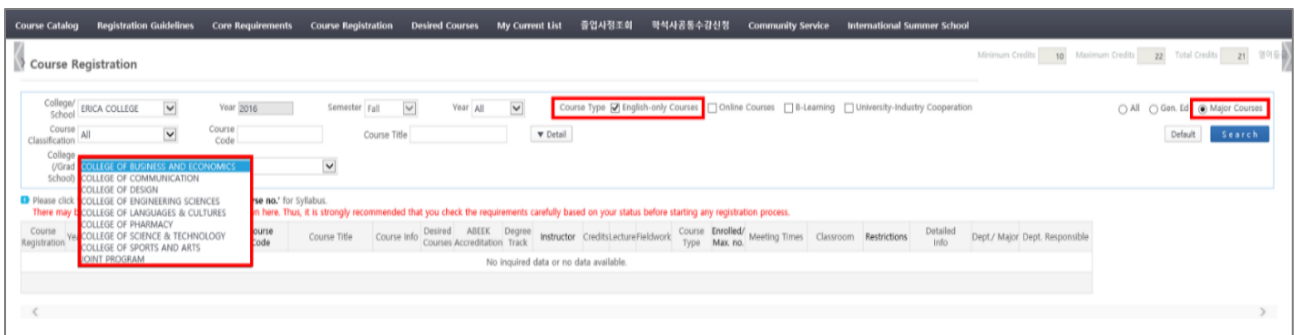 Course Catalog Registration Guidelines Core Requirements Course Registration Desired Courses My Current List 졸업사정조회 학석사공통수강신청 Community Service International Summer School
Course Registration
Minimum Credits 10 Maximum Credits 22 Total Credits 21
College/ School ERICA COLLEGE Year 2016 Semester Fall Year All Course Type English-only Courses Online Courses B-Learning University-Industry Cooperation All Gen. Ed Major Courses
Course Classification All Course Code Course Title ▼ Detail Default Search
College (/Grad School)
COLLEGE OF BUSINESS AND ECONOMICS
COLLEGE OF COMMUNICATION
COLLEGE OF DESIGN
COLLEGE OF ENGINEERING SCIENCES
COLLEGE OF LANGUAGES & CULTURES
COLLEGE OF PHARMACY
COLLEGE OF SCIENCE & TECHNOLOGY
COLLEGE OF SPORTS AND ARTS
JOINT PROGRAM
Please click rse no.' for Syllabus.
There may b n here. Thus, it is strongly recommended that you check the requirements carefully based on your status before starting any registration process.
Course Registration Yea ourse Code Course Title Course Info Desired Courses ABEEK Accreditation Degree Track Instructor Credits Lecture Fieldwork Course Type Enrolled/ Max. no. Meeting Times Classroom Restrictions Detailed Info Dept./ Major Dept. Responsible
No inquired data or no data available.